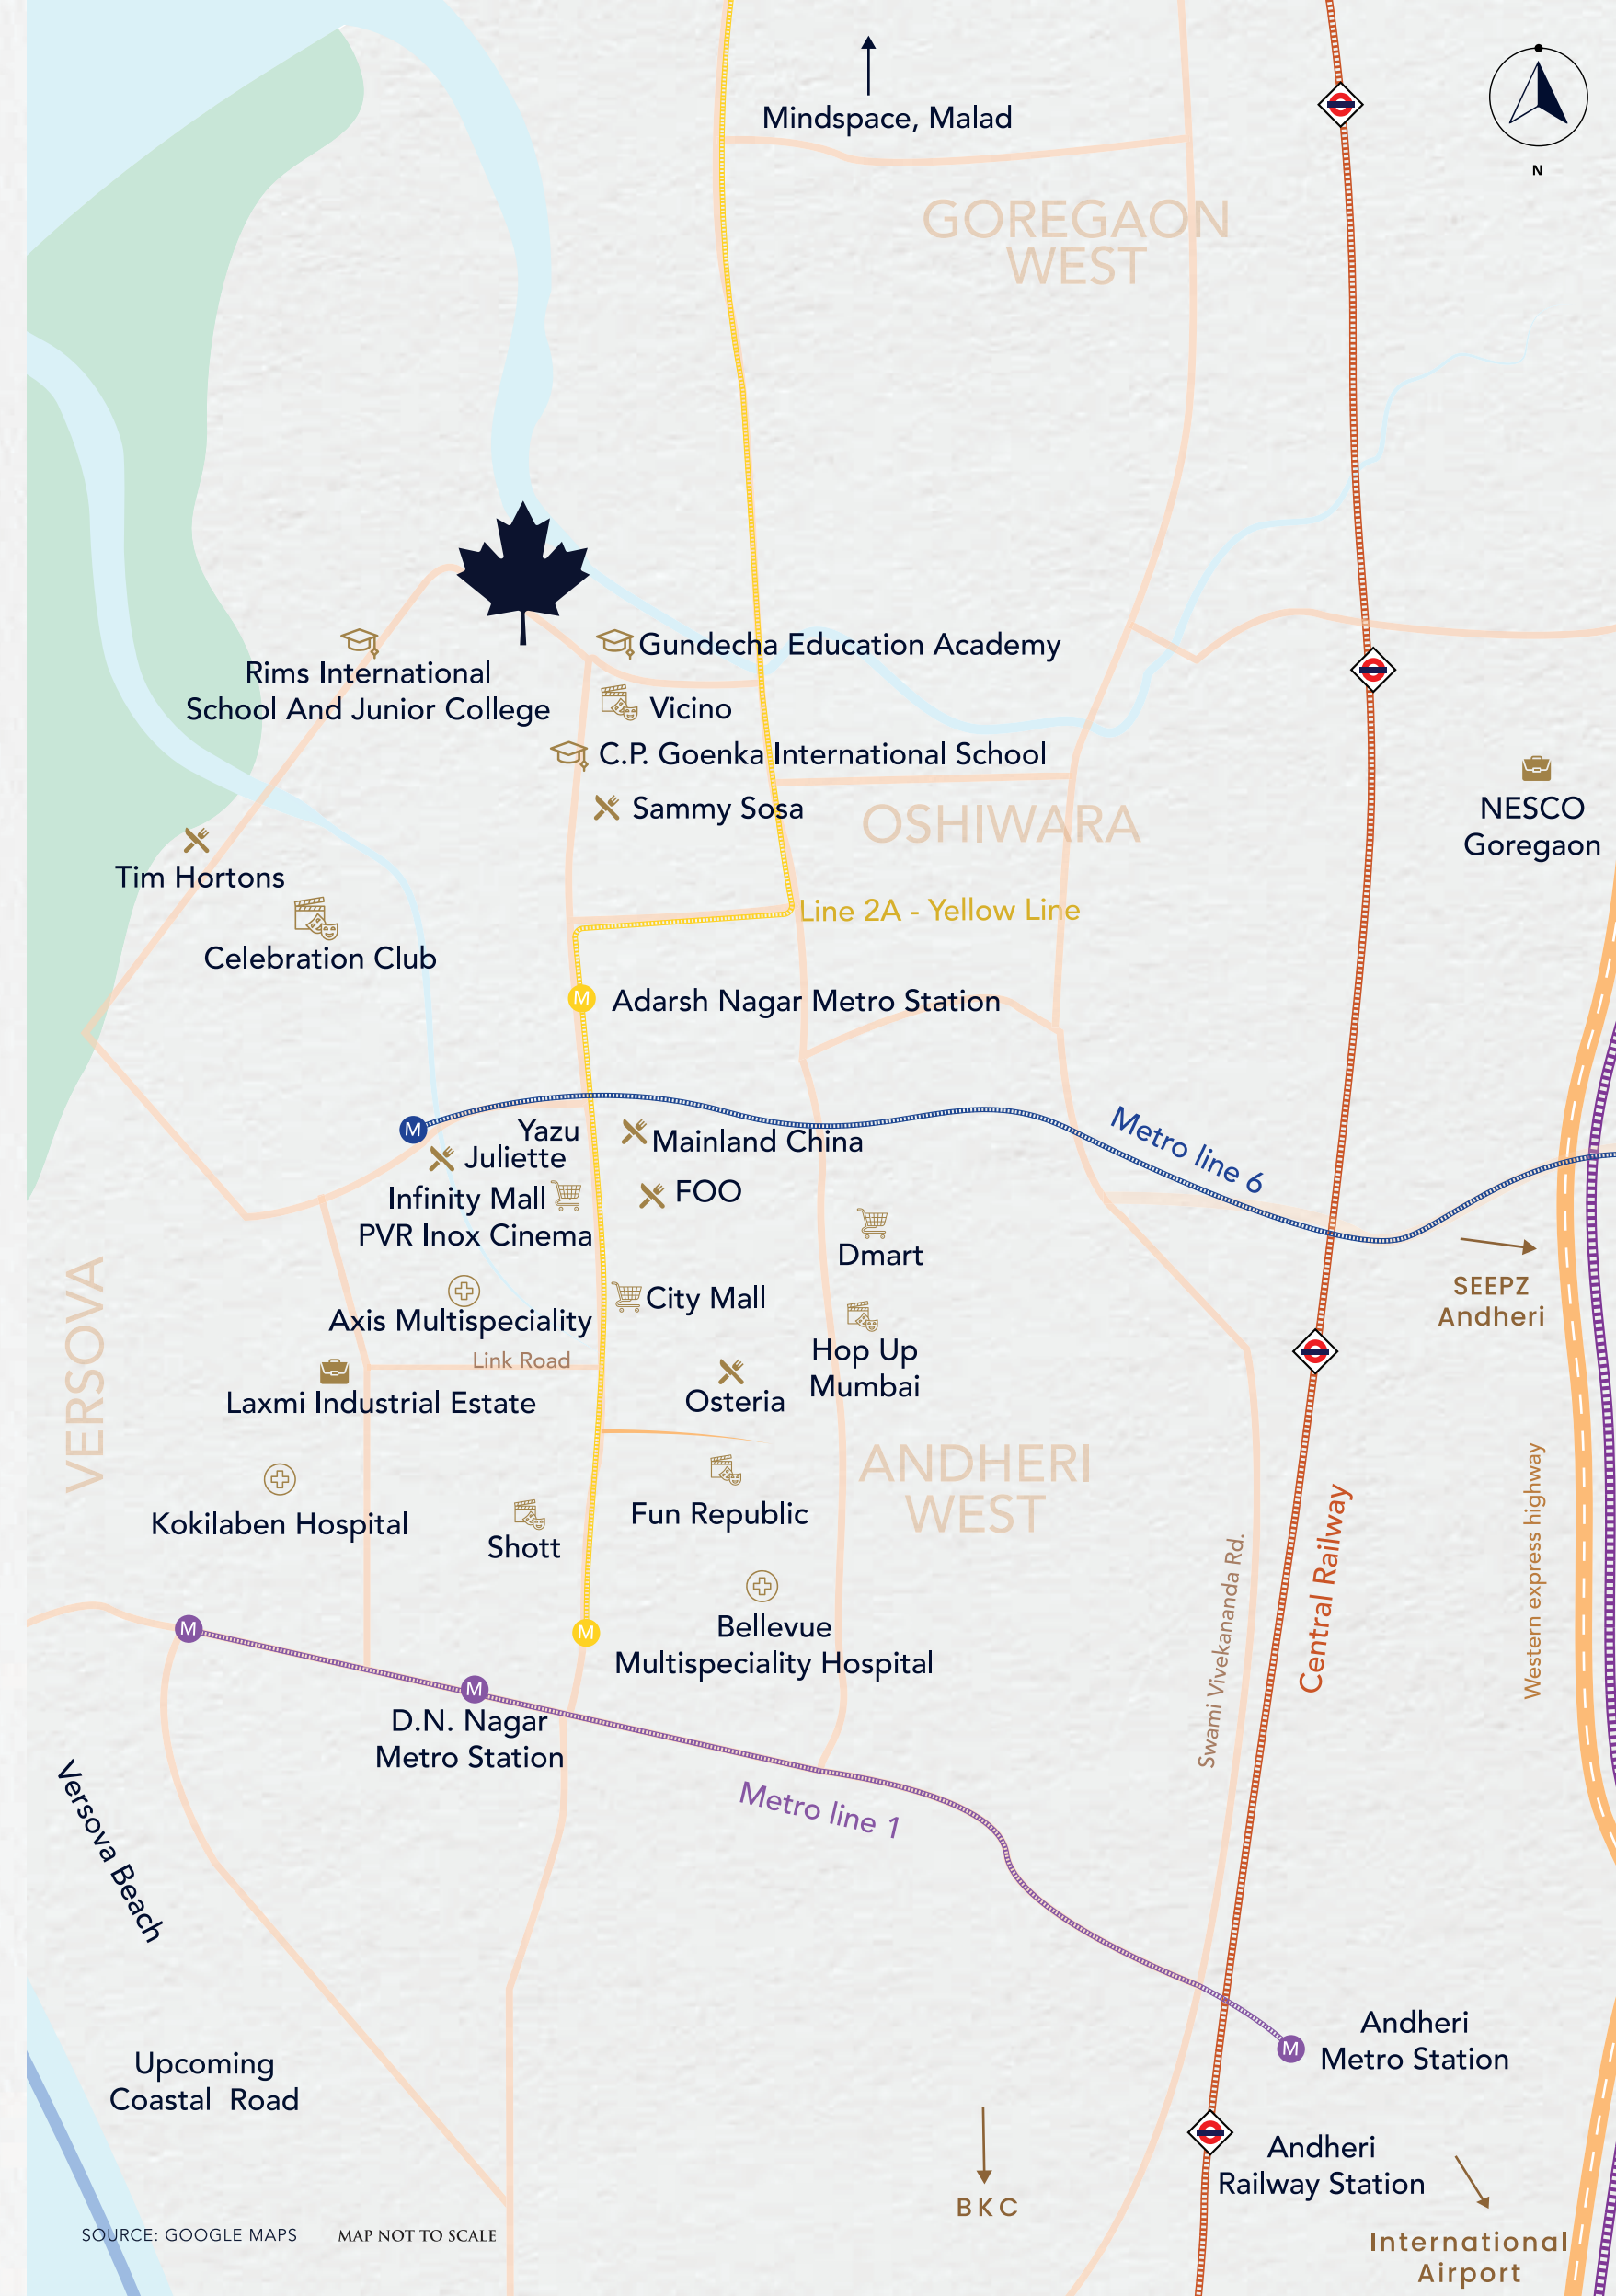 Mindspace, Malad
N
GOREGAON
WEST
Gundecha Education Academy
Rims International
School And Junior College
Vicino
C.P. Goenka International School
Sammy Sosa
OSHIWARA
NESCO
Goregaon
Tim Hortons
Line 2A - Yellow Line
Celebration Club
M
Adarsh Nagar Metro Station
M
Yazu
Mainland China
Metro line 6
Juliette
Infinity Mall
FOO
PVR Inox Cinema
Dmart
SEEPZ
Andheri
VERSOVA
Axis Multispeciality
City Mall
Hop Up
Mumbai
Link Road
Laxmi Industrial Estate
Osteria
ANDHERI
WEST
Kokilaben Hospital
Shott
Fun Republic
Central Railway
Swami Vivekananda Rd.
Western express highway
M
M
Bellevue
Multispeciality Hospital
M
D.N. Nagar
Metro Station
Metro line 1
Versova Beach
Andheri
Metro Station
M
Upcoming
Coastal Road
Andheri
Railway Station
BKC
International
Airport
SOURCE: GOOGLE MAPS
MAP NOT TO SCALE